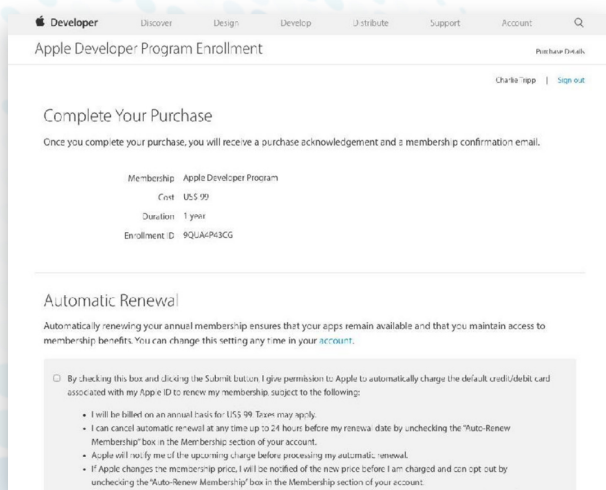 Developer Discover Design Develop Distribute Support Account
Apple Developer Program Enrollment Purchase Details
Charlie Tripp | Sign out
Complete Your Purchase
Once you complete your purchase, you will receive a purchase acknowledgement and a membership confirmation email.
Membership Apple Developer Program
Cost US$ 99
Duration 1 year
Enrollment ID 9QUA4P43CG
Automatic Renewal
Automatically renewing your annual membership ensures that your apps remain available and that you maintain access to
membership benefits. You can change this setting any time in your account.
By checking this box and clicking the Submit button, I give permission to Apple to automatically charge the default credit/debit card
associated with my Apple ID to renew my membership, subject to the following:
• I will be billed on an annual basis for US$ 99. Taxes may apply.
• I can cancel automatic renewal at any time up to 24 hours before my renewal date by unchecking the "Auto-Renew
Membership" box in the Membership section of your account.
• Apple will notify me of the upcoming charge before processing my automatic renewal.
• If Apple changes the membership price, I will be notified of the new price before I am charged and can opt-out by
unchecking the "Auto-Renew Membership" box in the Membership section of your account.